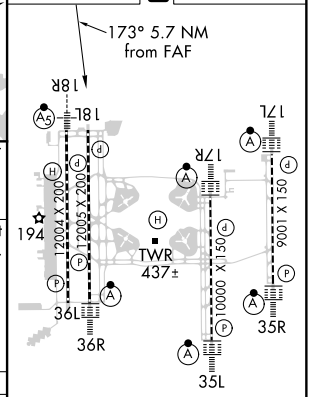 173° 5.7 NM
from FAF
18R
A5
18L
P
17L
A
17R
A
P
P
H
12004 X 200
12005 X 200
194
H
TWR
437±
P
9001 X 150
10000 X 150
P
P
P
P
36L
A
36R
A
35R
P
A
35L